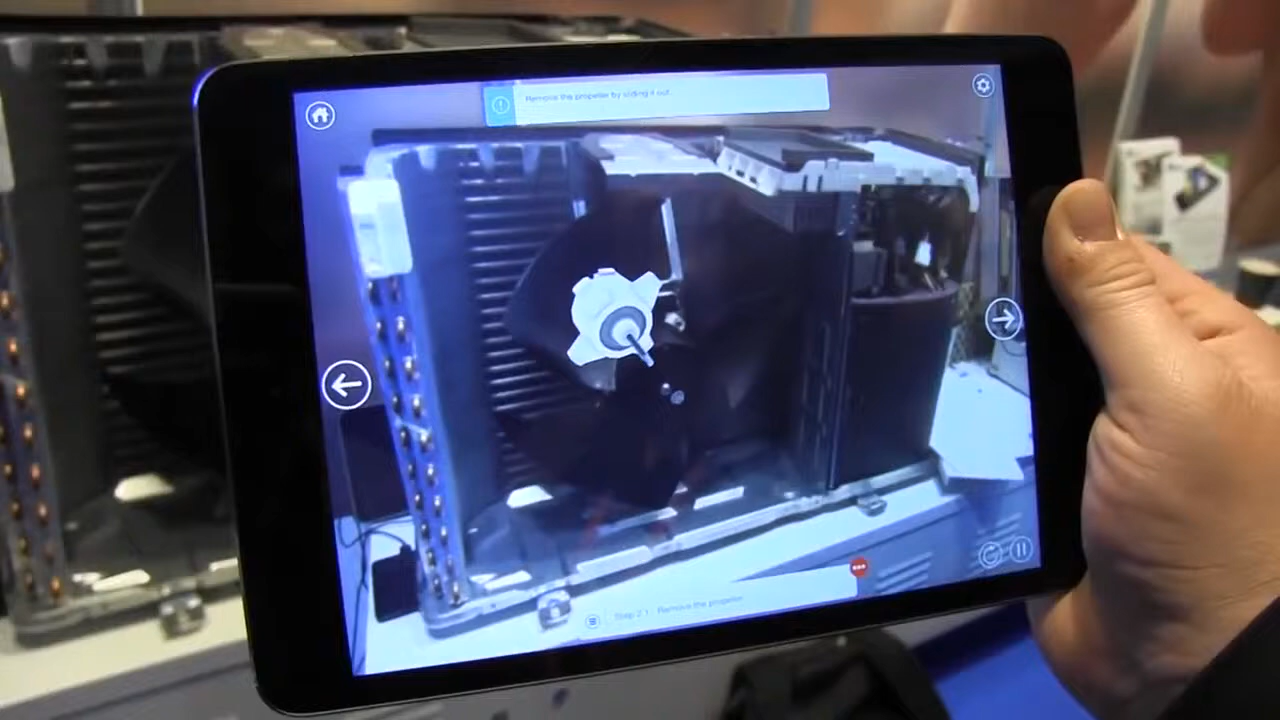 Remove the propeller by sliding it out.
Step 2.1: Remove the propeller